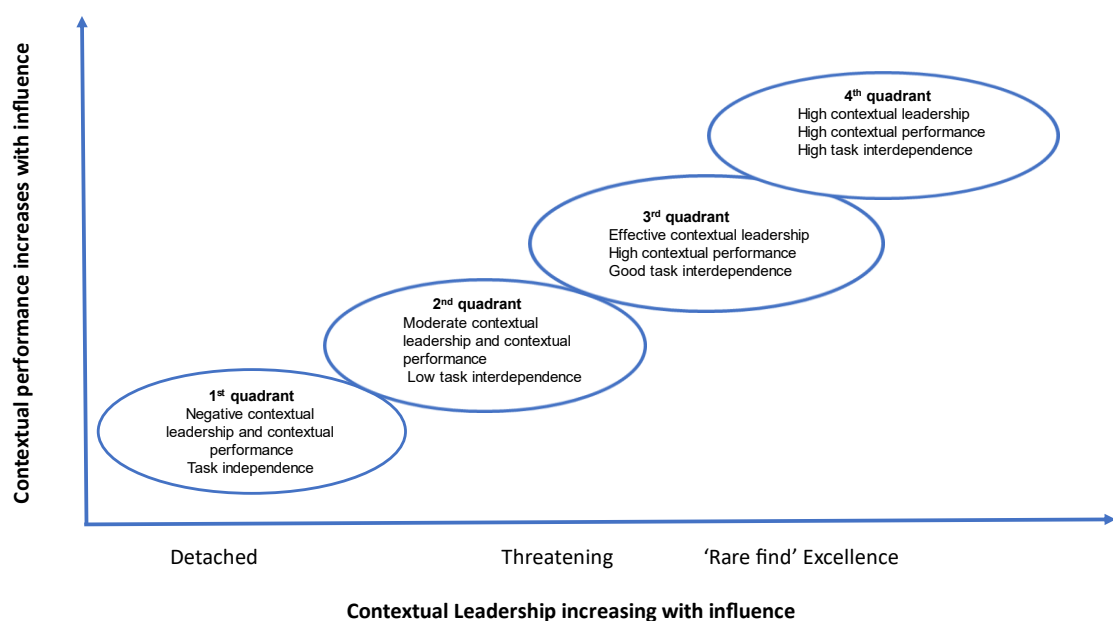 Contextual performance increases with influence
4th quadrant
High contextual leadership
High contextual performance
High task interdependence
3rd quadrant
Effective contextual leadership
High contextual performance
Good task interdependence
2nd quadrant
Moderate contextual
leadership and contextual
performance
Low task interdependence
1st quadrant
Negative contextual
leadership and contextual
performance
Task independence
Detached
Threatening
‘Rare find’ Excellence
Contextual Leadership increasing with influence